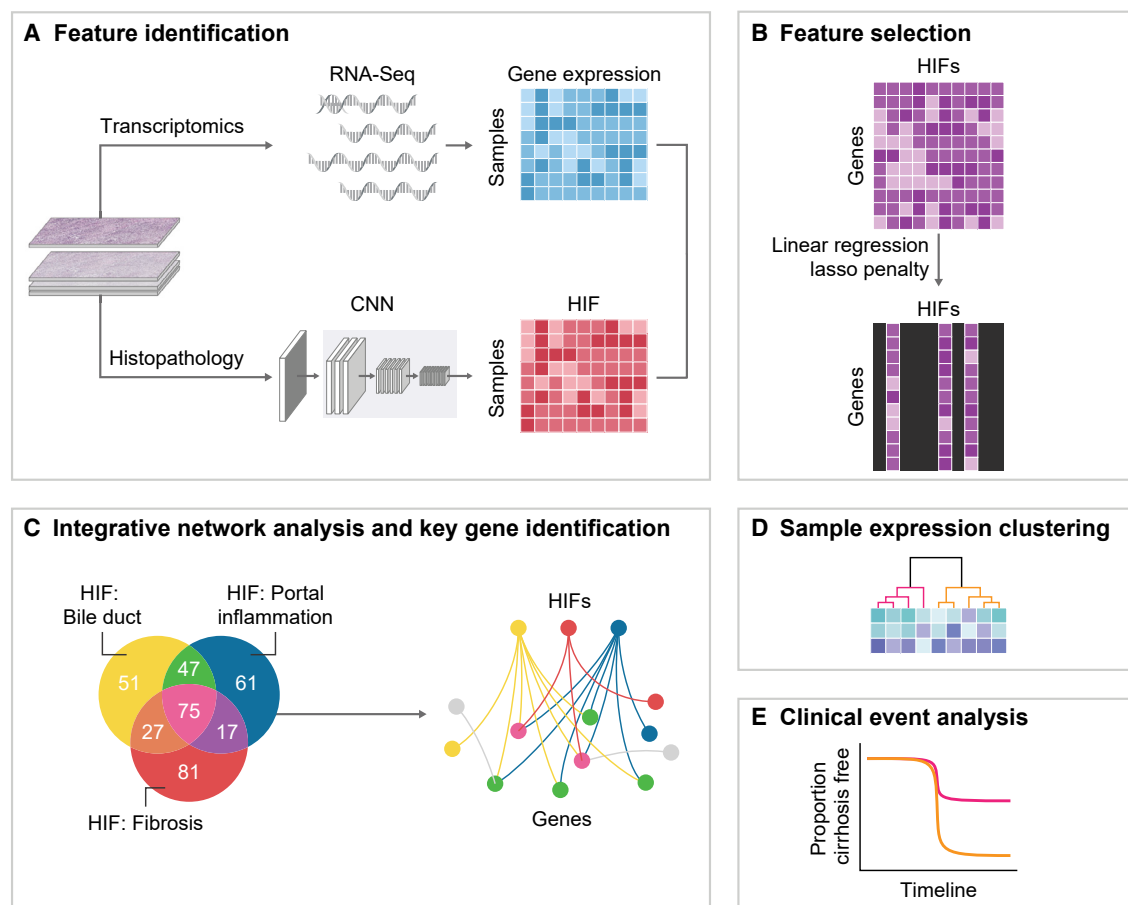 A Feature identification
RNA-Seq
Gene expression
Transcriptomics
Samples
CNN
HIF
Histopathology
Samples
B Feature selection
HIFs
Genes
Linear regression
lasso penalty
HIFs
Genes
C Integrative network analysis and key gene identification
HIF:
Bile duct
HIF: Portal
inflammation
51
47
61
75
27
17
81
HIF: Fibrosis
HIFs
Genes
D Sample expression clustering
E Clinical event analysis
Proportion
cirrhosis free
Timeline